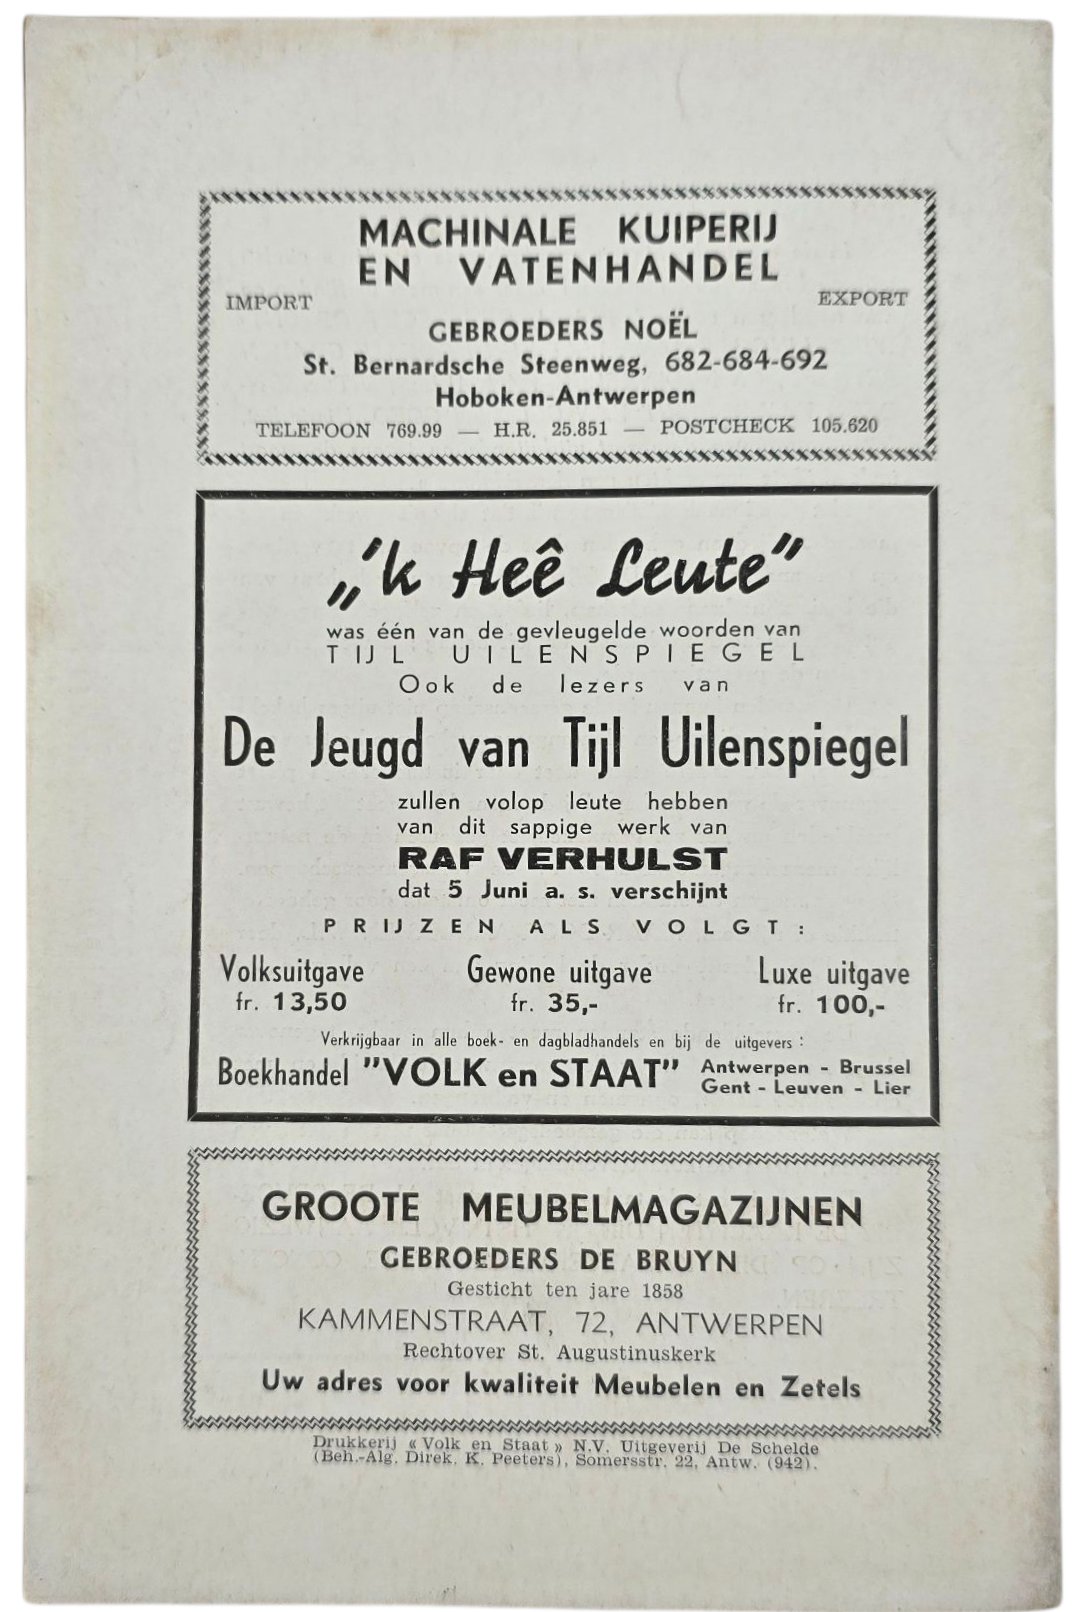 MACHINALE KUIPERIJ
EN VATENHANDEL
IMPORT
EXPORT
GEBROEDERS NOËL
St. Bernardsche Steenweg, 682-684-692
Hoboken-Antwerpen
TELEFOON 769.99 — H.R. 25.851 — POSTCHECK 105.620
„'k Heê Leute"
was één van de gevleugelde woorden van
TIJL UILENSPIEGEL
Ook de lezers van
De Jeugd van Tijl Uilenspiegel
zullen volop leute hebben
van dit sappige werk van
RAF VERHULST
dat 5 Juni a. s. verschijnt
PRIJZEN ALS VOLGT :
Volksuitgave Gewone uitgave Luxe uitgave
fr. 13,50 fr. 35,- fr. 100,-
Verkrijgbaar in alle boek- en dagbladhandels en bij de uitgevers :
Boekhandel "VOLK en STAAT"
Antwerpen - Brussel
Gent - Leuven - Lier
GROOTE MEUBELMAGAZIJNEN
GEBROEDERS DE BRUYN
Gesticht ten jare 1858
KAMMENSTRAAT, 72, ANTWERPEN
Rechtover St. Augustinuskerk
Uw adres voor kwaliteit Meubelen en Zetels
Drukkerij « Volk en Staat » N.V. Uitgeverij De Schelde
(Beh.-Alg. Direk. K. Peeters), Somersstr. 22, Antw. (942).